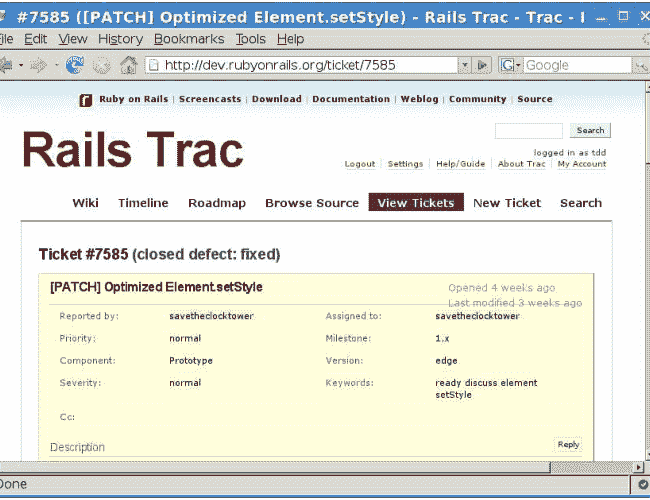 #7585 ([PATCH] Optimized Element.setStyle) - Rails Trac - Trac -
ile Edit View History Bookmarks Tools Help
http://dev.rubyonrails.org/ticket/7585 G Google
Ruby on Rails | Screencasts | Download | Documentation | Weblog | Community | Source
Search
Rails Trac
logged in as tdd
Logout Settings Help/Guide About Trac My Account
Wiki Timeline Roadmap Browse Source View Tickets New Ticket Search
Ticket #7585 (closed defect: fixed)
[PATCH] Optimized Element.setStyle
Opened 4 weeks ago
Last modified 3 weeks ago
Reported by: savetheclocktower Assigned to: savetheclocktower
Priority: normal Milestone: 1.x
Component: Prototype Version: edge
Severity: normal Keywords: ready discuss element
setStyle
Cc:
Description Reply
Done